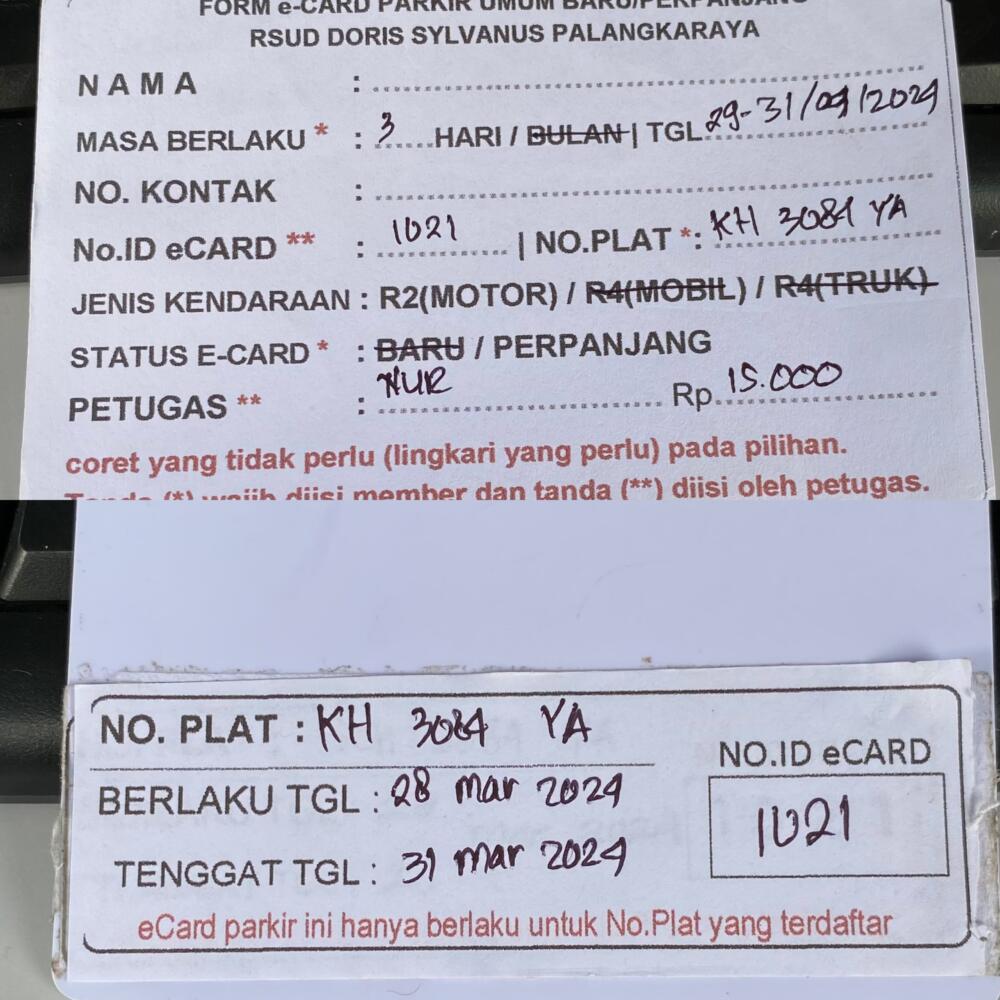 FORM e-CARD PARKIR UMUM BARU/PERPANJANG
RSUD DORIS SYLVANUS PALANGKARAYA
NAMA :
MASA BERLAKU * : 3 HARI / BULAN | TGL 29-31/
NO. KONTAK :
No.ID eCARD ** : 1021 | NO.PLAT *: KH 3084 YA
JENIS KENDARAAN : R2(MOTOR) / R4(MOBIL) / R4(TRUK)
STATUS E-CARD * : BARU / PERPANJANG
PETUGAS ** : NUR Rp. 15.000
coret yang tidak perlu (lingkari yang perlu) pada pilihan.
Tanda (*) wajib diisi member dan tanda (**) diisi oleh petugas.
NO. PLAT : KH 3084 YA
NO.ID eCARD
BERLAKU TGL : 28 mar 2024
1021
TENGGAT TGL : 31 mar 2024
eCard parkir ini hanya berlaku untuk No.Plat yang terdaftar